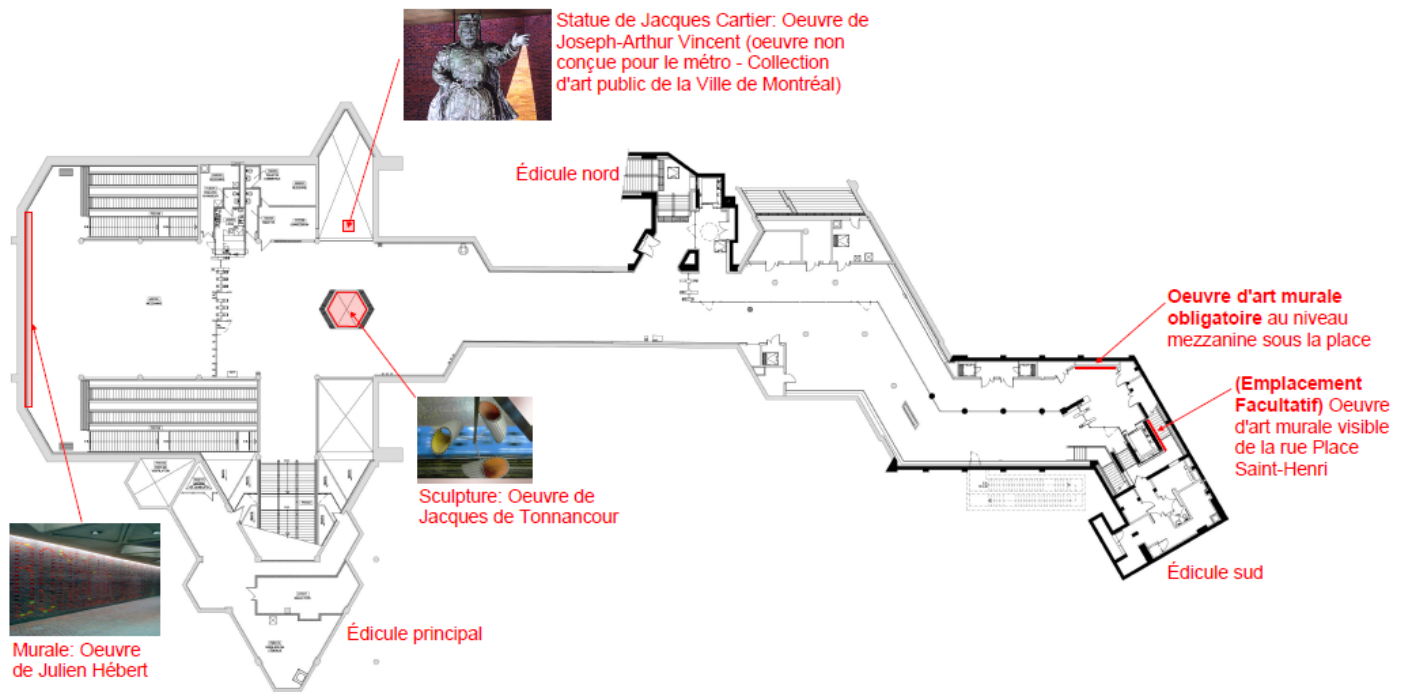 Statue de Jacques Cartier: Oeuvre de
Joseph-Arthur Vincent (oeuvre non
conçue pour le métro - Collection
d'art public de la Ville de Montréal)
Édicule nord
Oeuvre d'art murale
obligatoire au niveau
mezzanine sous la place
(Emplacement
Facultatif) Oeuvre
d'art murale visible
de la rue Place
Saint-Henri
Sculpture: Oeuvre de
Jacques de Tonnancour
Édicule sud
Édicule principal
Murale: Oeuvre
de Julien Hébert